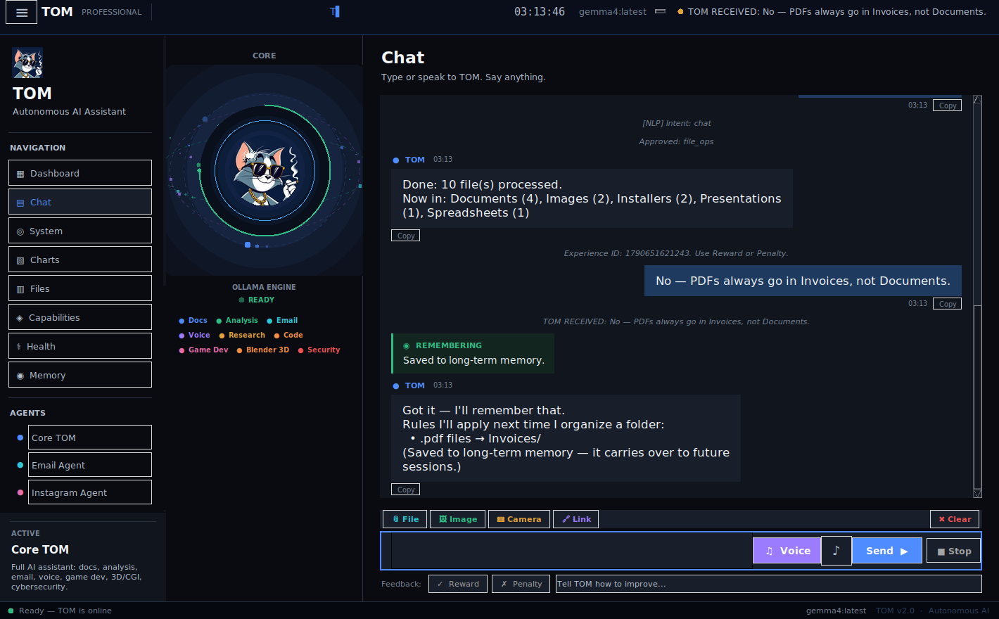 TOM PROFESSIONAL
T
03:13:46 gemma4:latest
TOM RECEIVED: No — PDFs always go in Invoices, not Documents.
TOM
Autonomous AI Assistant
NAVIGATION
Dashboard
Chat
System
Charts
Files
Capabilities
Health
Memory
AGENTS
Core TOM
Email Agent
Instagram Agent
ACTIVE
Core TOM
Full AI assistant: docs, analysis,
email, voice, game dev, 3D/CGI,
cybersecurity.
CORE
OLLAMA ENGINE
READY
Docs Analysis Email
Voice Research Code
Game Dev Blender 3D Security
Chat
Type or speak to TOM. Say anything.
03:13 Copy
[NLP] Intent: chat
Approved: file_ops
TOM 03:13
Done: 10 file(s) processed.
Now in: Documents (4), Images (2), Installers (2), Presentations
(1), Spreadsheets (1)
Copy
Experience ID: 1790651621243. Use Reward or Penalty.
No — PDFs always go in Invoices, not Documents.
03:13 Copy
TOM RECEIVED: No — PDFs always go in Invoices, not Documents.
REMEMBERING
Saved to long-term memory.
TOM 03:13
Got it — I'll remember that.
Rules I'll apply next time I organize a folder:
• .pdf files → Invoices/
(Saved to long-term memory — it carries over to future
sessions.)
Copy
File Image Camera Link Clear
Voice Send Stop
Feedback: ✓ Reward ✗ Penalty Tell TOM how to improve...
Ready — TOM is online
gemma4:latest TOM v2.0 · Autonomous AI